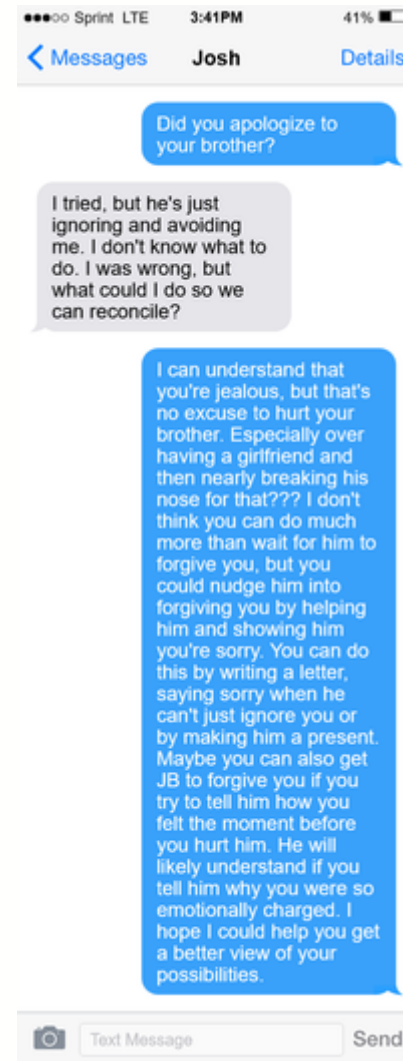 Sprint LTE 3:41PM 41%
Messages Josh Details
Did you apologize to
your brother?
I tried, but he's just
ignoring and avoiding
me. I don't know what to
do. I was wrong, but
what could I do so we
can reconcile?
I can understand that
you're jealous, but that's
no excuse to hurt your
brother. Especially over
having a girlfriend and
then nearly breaking his
nose for that??? I don't
think you can do much
more than wait for him to
forgive you, but you
could nudge him into
forgiving you by helping
him and showing him
you're sorry. You can do
this by writing a letter,
saying sorry when he
can't just ignore you or
by making him a present.
Maybe you can also get
JB to forgive you if you
try to tell him how you
felt the moment before
you hurt him. He will
likely understand if you
tell him why you were so
emotionally charged. I
hope I could help you get
a better view of your
possibilities.
Text Message Send